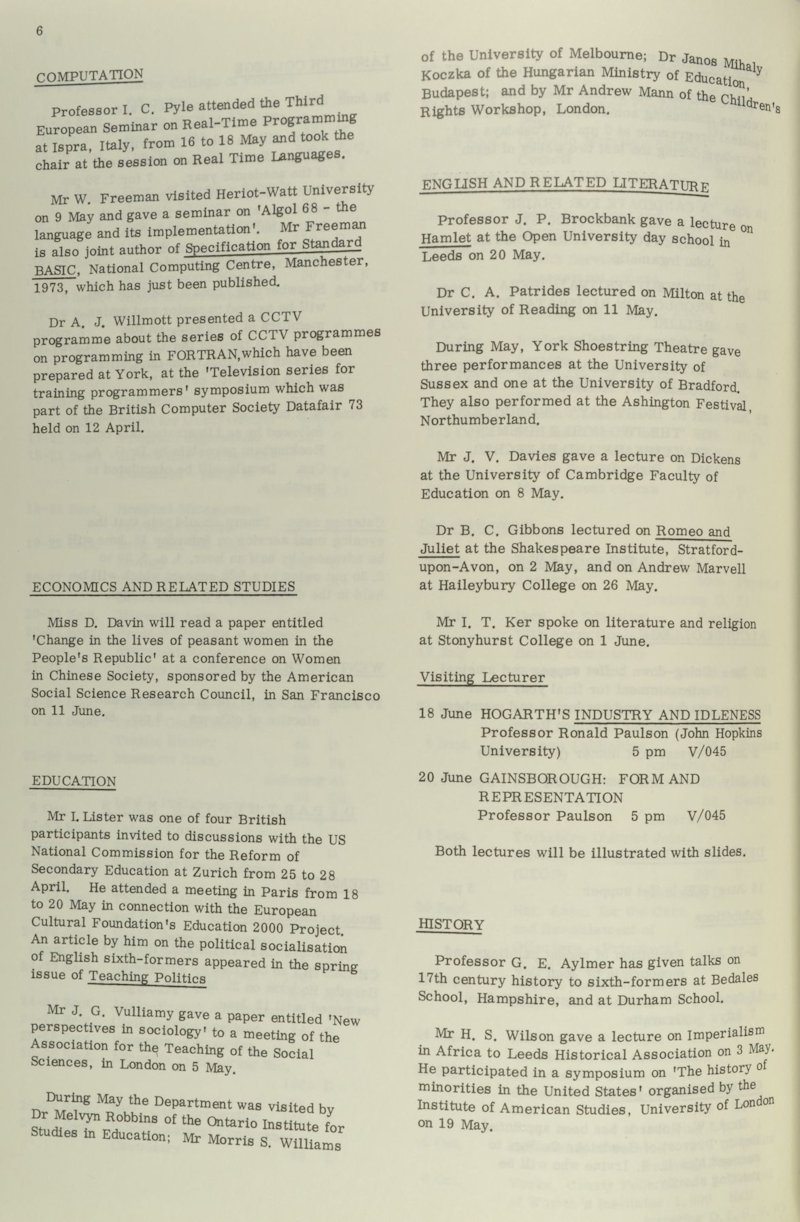 6
COMPUTATION
Professor I. C. Pyle attended the Third
European Seminar on Real-Time Programming
at Ispra, Italy, from 16 to 18 May and took the
chair at the session on Real Time Languages.
Mr W. Freeman visited Heriot-Watt University
on 9 May and gave a seminar on 'Algol 68 - the
language and its implementation'. Mr Freeman
is also joint author of Specification for Standard
BASIC, National Computing Centre, Manchester,
1973, which has just been published.
Dr A. J. Willmott presented a CCTV
programme about the series of CCTV programmes
on programming in FORTRAN,which have been
prepared at York, at the 'Television series for
training programmers' symposium which was
part of the British Computer Society Datafair 73
held on 12 April.
ECONOMICS AND RELATED STUDIES
Miss D. Davin will read a paper entitled
'Change in the lives of peasant women in the
People's Republic' at a conference on Women
in Chinese Society, sponsored by the American
Social Science Research Council, in San Francisco
on 11 June.
EDUCATION
Mr I. Lister was one of four British
participants invited to discussions with the US
National Commission for the Reform of
Secondary Education at Zurich from 25 to 28
April. He attended a meeting in Paris from 18
to 20 May in connection with the European
Cultural Foundation's Education 2000 Project.
An article by him on the political socialisation
of English sixth-formers appeared in the spring
issue of Teaching Politics
Mr J. G. Vulliamy gave a paper entitled 'New
perspectives in sociology' to a meeting of the
Association for the Teaching of the Social
Sciences, in London on 5 May.
During May the Department was visited by
Dr Melvyn Robbins of the Ontario Institute for
Studies in Education; Mr Morris S. Williams
of the University of Melbourne; Dr Janos Mihaly
Koczka of the Hungarian Ministry of Education,
Budapest; and by Mr Andrew Mann of the Children's
Rights Workshop, London.
ENGLISH AND RELATED LITERATURE
Professor J. P. Brockbank gave a lecture on
Hamlet at the Open University day school in
Leeds on 20 May.
Dr C. A. Patrides lectured on Milton at the
University of Reading on 11 May.
During May, York Shoestring Theatre gave
three performances at the University of
Sussex and one at the University of Bradford.
They also performed at the Ashington Festival,
Northumberland.
Mr J. V. Davies gave a lecture on Dickens
at the University of Cambridge Faculty of
Education on 8 May.
Dr B. C. Gibbons lectured on Romeo and
Juliet at the Shakespeare Institute, Stratford-
upon-Avon, on 2 May, and on Andrew Marvell
at Haileybury College on 26 May.
Mr I. T. Ker spoke on literature and religion
at Stonyhurst College on 1 June.
Visiting Lecturer
18 June HOGARTH'S INDUSTRY AND IDLENESS
Professor Ronald Paulson (John Hopkins
University) 5 pm V/045
20 June GAINSBOROUGH: FORM AND
REPRESENTATION
Professor Paulson 5 pm V/045
Both lectures will be illustrated with slides.
HISTORY
Professor G. E. Aylmer has given talks on
17th century history to sixth-formers at Bedales
School, Hampshire, and at Durham School.
Mr H. S. Wilson gave a lecture on Imperialism
in Africa to Leeds Historical Association on 3 May.
He participated in a symposium on 'The history of
minorities in the United States' organised by the
Institute of American Studies, University of London
on 19 May.